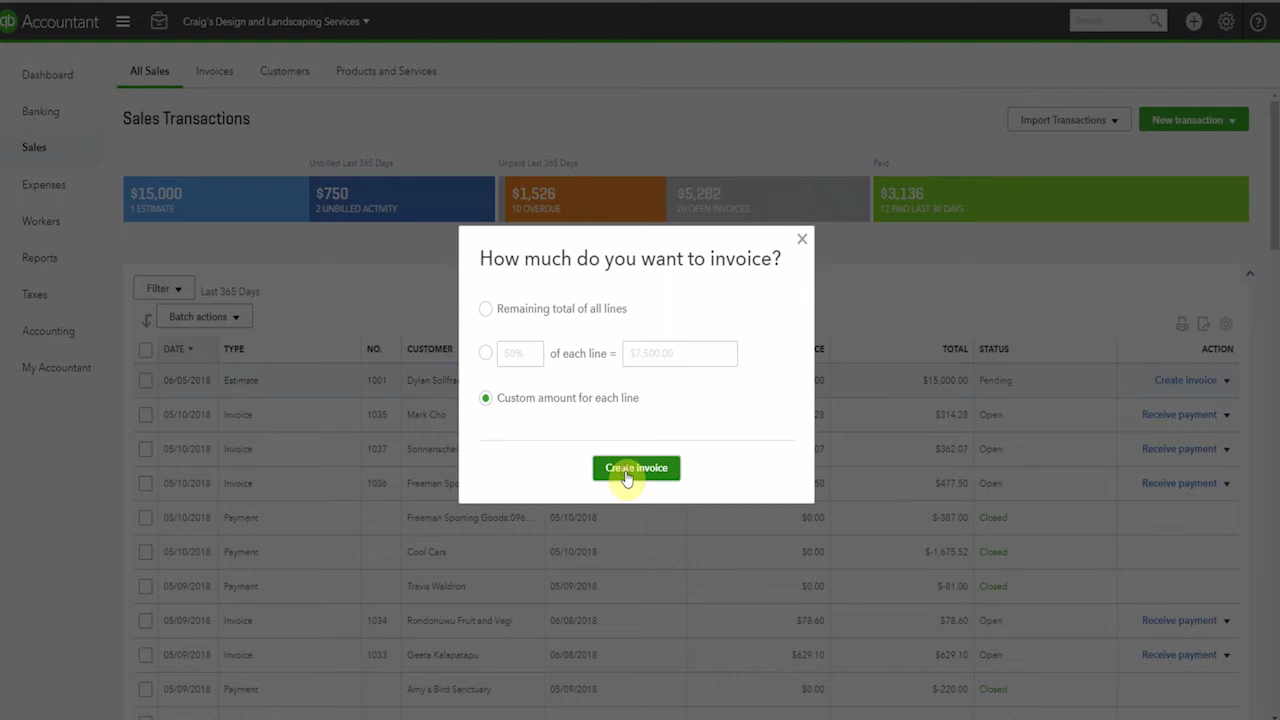 qb Accountant Craig's Design and Landscaping Services Search...
Dashboard
Banking
Sales
Expenses
Workers
Reports
Taxes
Accounting
My Accountant
All Sales Invoices Customers Products and Services
Sales Transactions Import Transactions New transaction
Unbilled Last 365 Days Unpaid Last 365 Days Paid
$15,000 $750 $1,526 $5,282 $3,136
1 ESTIMATE 2 UNBILLED ACTIVITY 10 OVERDUE 20 OPEN INVOICES 12 PAID LAST 30 DAYS
How much do you want to invoice?
Remaining total of all lines
50% of each line = $7,500.00
Custom amount for each line
Create invoice
Filter Last 365 Days
Batch actions
DATE TYPE NO. CUSTOMER TOTAL STATUS ACTION
06/05/2018 Estimate 1001 Dylan $15,000.00 Pending Create invoice
05/10/2018 Invoice 1035 Mark Cho $314.28 Open Receive payment
05/10/2018 Invoice 1037 $362.07 Open Receive payment
05/10/2018 Invoice 1036 Freeman $477.50 Open Receive payment
05/10/2018 Payment Freeman Sporting Goods:096... 05/10/2018 $0.00 $-387.00 Closed
05/10/2018 Payment Cool Cars 05/10/2018 $0.00 $-1,675.52 Closed
05/09/2018 Payment Travis Waldron 05/09/2018 $0.00 $-81.00 Closed
05/09/2018 Invoice 1034 Rondonuwu Fruit and Vegi 06/08/2018 $78.60 $78.60 Open Receive payment
05/09/2018 Invoice 1033 Geeta Kalapatapu 06/08/2018 $629.10 $629.10 Open Receive payment
05/09/2018 Payment Amy's Bird Sanctuary 05/09/2018 $0.00 $-220.00 Closed